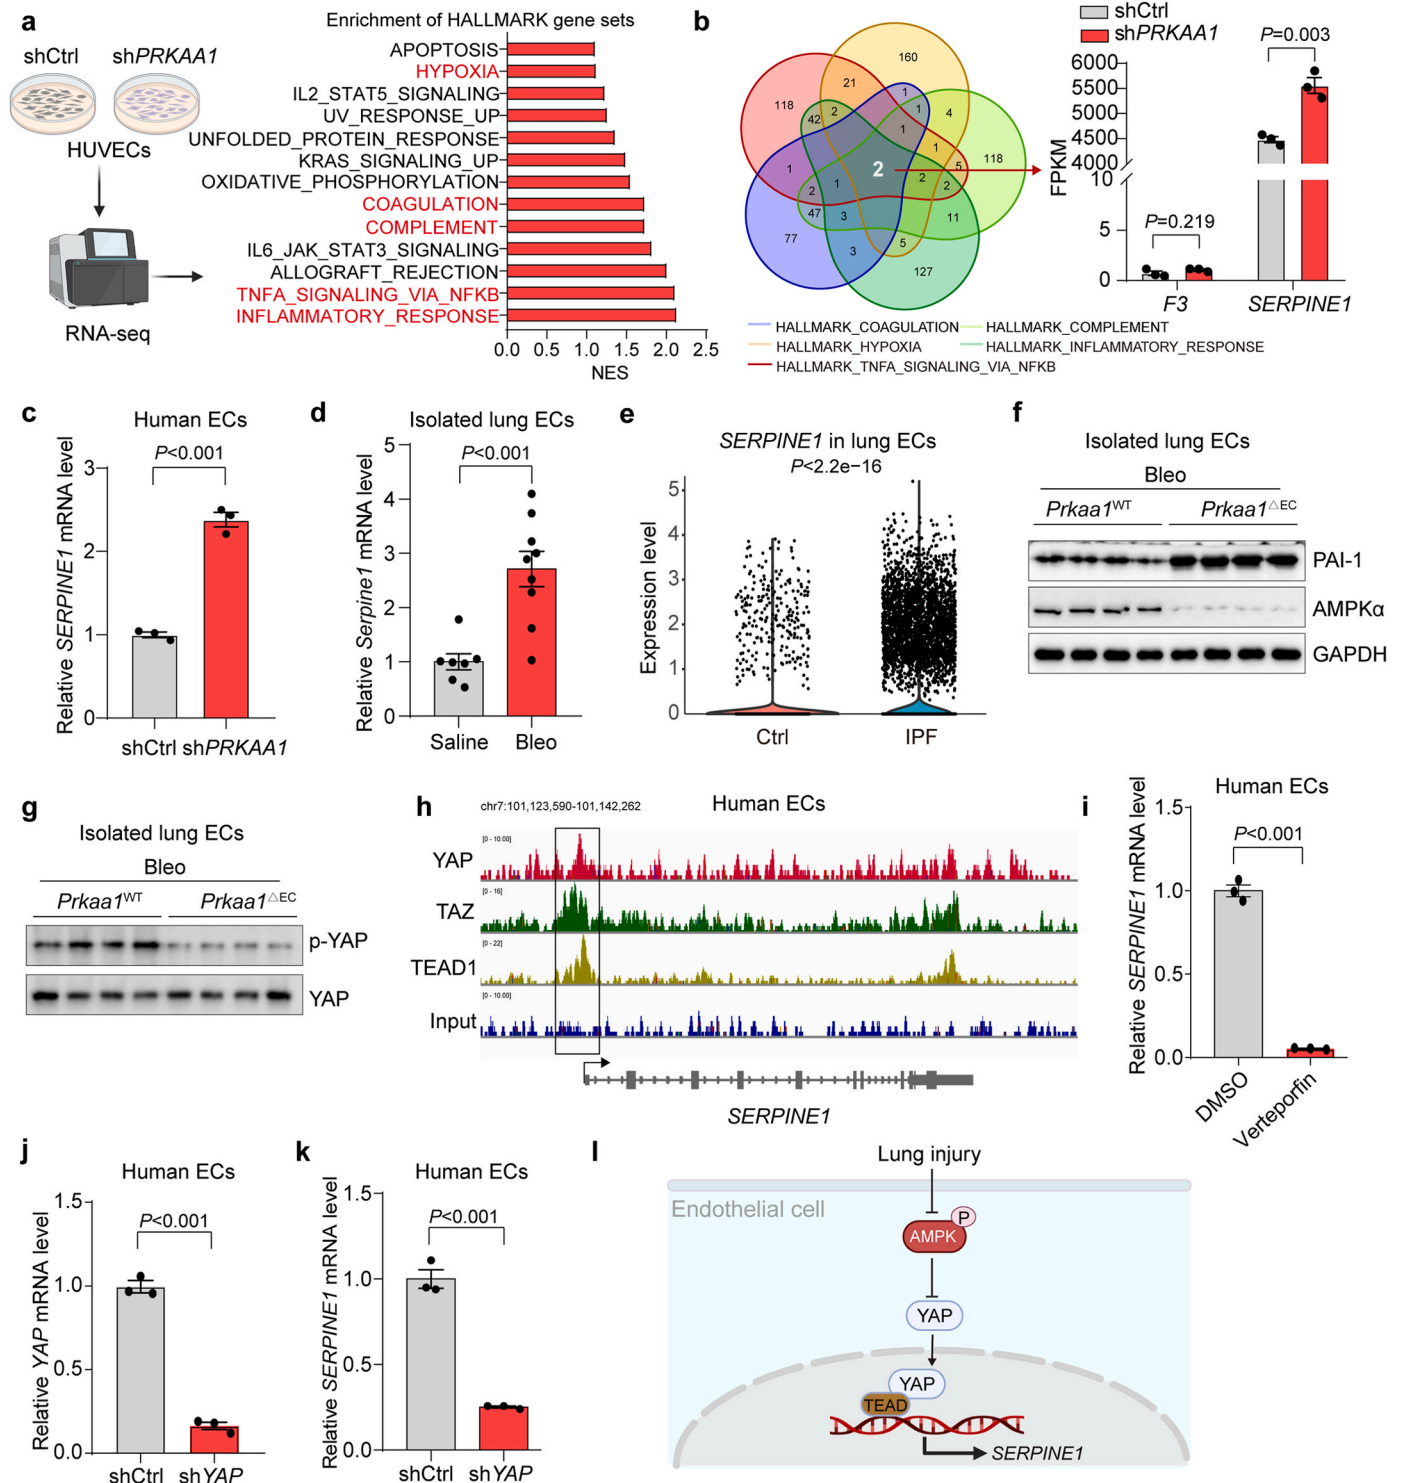 a
Enrichment of HALLMARK gene sets
shCtrl
shPRKAA1
HUVECs
RNA-seq
APOPTOSIS
HYPOXIA
IL2_STAT5_SIGNALING
UV_RESPONSE_UP
UNFOLDED_PROTEIN_RESPONSE
KRAS_SIGNALING_UP
OXIDATIVE_PHOSPHORYLATION
COAGULATION
COMPLEMENT
IL6_JAK_STAT3_SIGNALING
ALLOGRAFT_REJECTION
TNFA_SIGNALING_VIA_NFKB
INFLAMMATORY_RESPONSE
0.0 0.5 1.0 1.5 2.0 2.5
NES
b
160
118
21
1
1
4
42
2
1
1
5
118
1
2
1
2
2
2
47
3
11
77
3
5
127
HALLMARK_COAGULATION
HALLMARK_COMPLEMENT
HALLMARK_HYPOXIA
HALLMARK_INFLAMMATORY_RESPONSE
HALLMARK_TNFA_SIGNALING_VIA_NFKB
shCtrl
shPRKAA1
P=0.003
6000
5500
5000
4500
4000
10
5
0
FPKM
P=0.219
F3
SERPINE1
c
Human ECs
P<0.001
Relative SERPINE1 mRNA level
3
2
1
0
shCtrl shPRKAA1
d
Isolated lung ECs
P<0.001
Relative Serpine1 mRNA level
5
4
3
2
1
0
Saline
Bleo
e
SERPINE1 in lung ECs
P<2.2e−16
Expression level
5
4
3
2
1
0
Ctrl
IPF
f
Isolated lung ECs
Bleo
Prkaa1WT
Prkaa1△EC
PAI-1
AMPKα
GAPDH
g
Isolated lung ECs
Bleo
Prkaa1WT
Prkaa1△EC
p-YAP
YAP
h
chr7:101,123,590-101,142,262
Human ECs
[0 - 10.00]
YAP
[0 - 16]
TAZ
[0 - 22]
TEAD1
[0 - 10.00]
Input
SERPINE1
i
Human ECs
P<0.001
Relative SERPINE1 mRNA level
1.5
1.0
0.5
0.0
DMSO
Verteporfin
j
Human ECs
P<0.001
Relative YAP mRNA level
1.5
1.0
0.5
0.0
shCtrl
shYAP
k
Human ECs
P<0.001
Relative SERPINE1 mRNA level
1.5
1.0
0.5
0.0
shCtrl
shYAP
l
Lung injury
Endothelial cell
P
AMPK
YAP
YAP
TEAD
SERPINE1